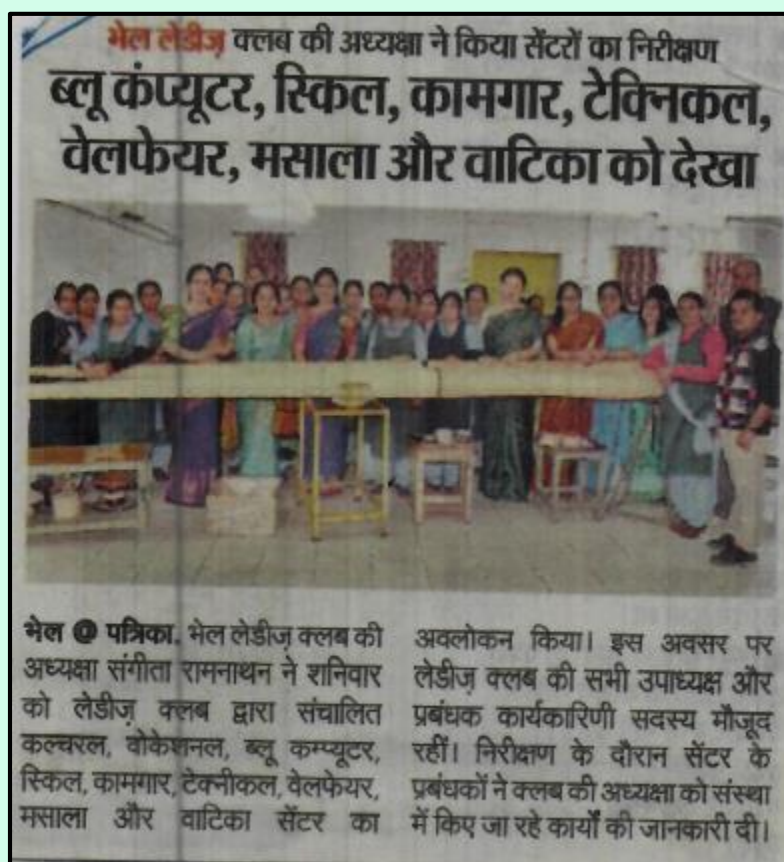 भेल लेडीज़ क्लब की अध्यक्षा ने किया सेंटरों का निरीक्षण
ब्लू कंप्यूटर, स्किल, कामगार, टेक्निकल,
वेलफेयर, मसाला और वाटिका को देखा
भेल @ पत्रिका. भेल लेडीज़ क्लब की
अध्यक्षा संगीता रामनाथन ने शनिवार
को लेडीज़ क्लब द्वारा संचालित
कल्चरल, वोकेशनल, ब्लू कम्प्यूटर,
स्किल, कामगार, टेक्नीकल, वेलफेयर,
मसाला और वाटिका सेंटर का
अवलोकन किया। इस अवसर पर
लेडीज़ क्लब की सभी उपाध्यक्ष और
प्रबंधक कार्यकारिणी सदस्य मौजूद
रहीं। निरीक्षण के दौरान सेंटर के
प्रबंधकों ने क्लब की अध्यक्षा को संस्था
में किए जा रहे कार्यों की जानकारी दी।